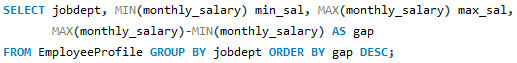 SELECT jobdept, MIN(monthly_salary) min_sal, MAX(monthly_salary) max_sal,
MAX(monthly_salary)-MIN(monthly_salary) AS gap
FROM EmployeeProfile GROUP BY jobdept ORDER BY gap DESC;